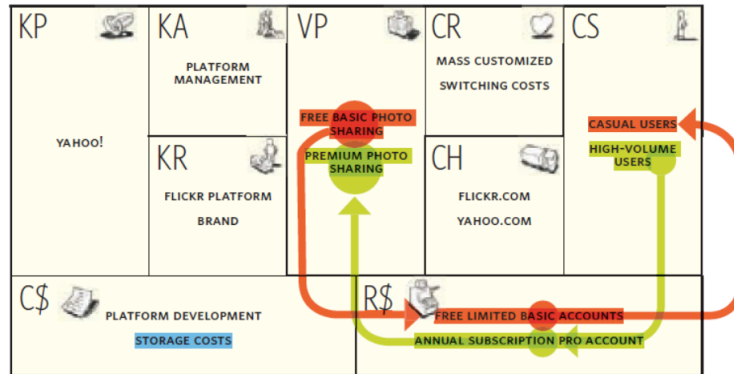 KP
KA
VP
CR
CS
PLATFORM
MANAGEMENT
MASS CUSTOMIZED
SWITCHING COSTS
FREE BASIC PHOTO
SHARING
CASUAL USERS
YAHOO!
PREMIUM PHOTO
SHARING
HIGH-VOLUME
USERS
KR
CH
FLICKR PLATFORM
BRAND
FLICKR.COM
YAHOO.COM
C$
PLATFORM DEVELOPMENT
STORAGE COSTS
R$
FREE LIMITED BASIC ACCOUNTS
ANNUAL SUBSCRIPTION PRO ACCOUNT